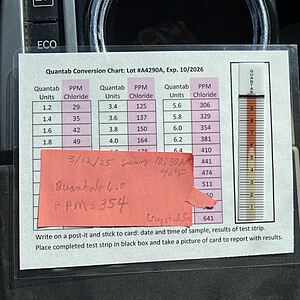 ECO
Quantab Conversion Chart: Lot #A4290A, Exp. 10/2026
Quantab Units PPM Chloride Quantab Units PPM Chloride Quantab Units PPM Chloride
1.2 29 3.4 125 5.6 306
1.4 35 3.6 137 5.8 329
1.6 42 3.8 150 6.0 354
1.8 49 4.0 164 6.2 381
6.4 410
441
474
511
641
3/12/25 Sunny 10:30AM
42°F
Quantab 6.0
PPM = 354
Write on a post-it and stick to card: date and time of sample, results of test strip.
Place completed test strip in black box and take a picture of card to report with results.